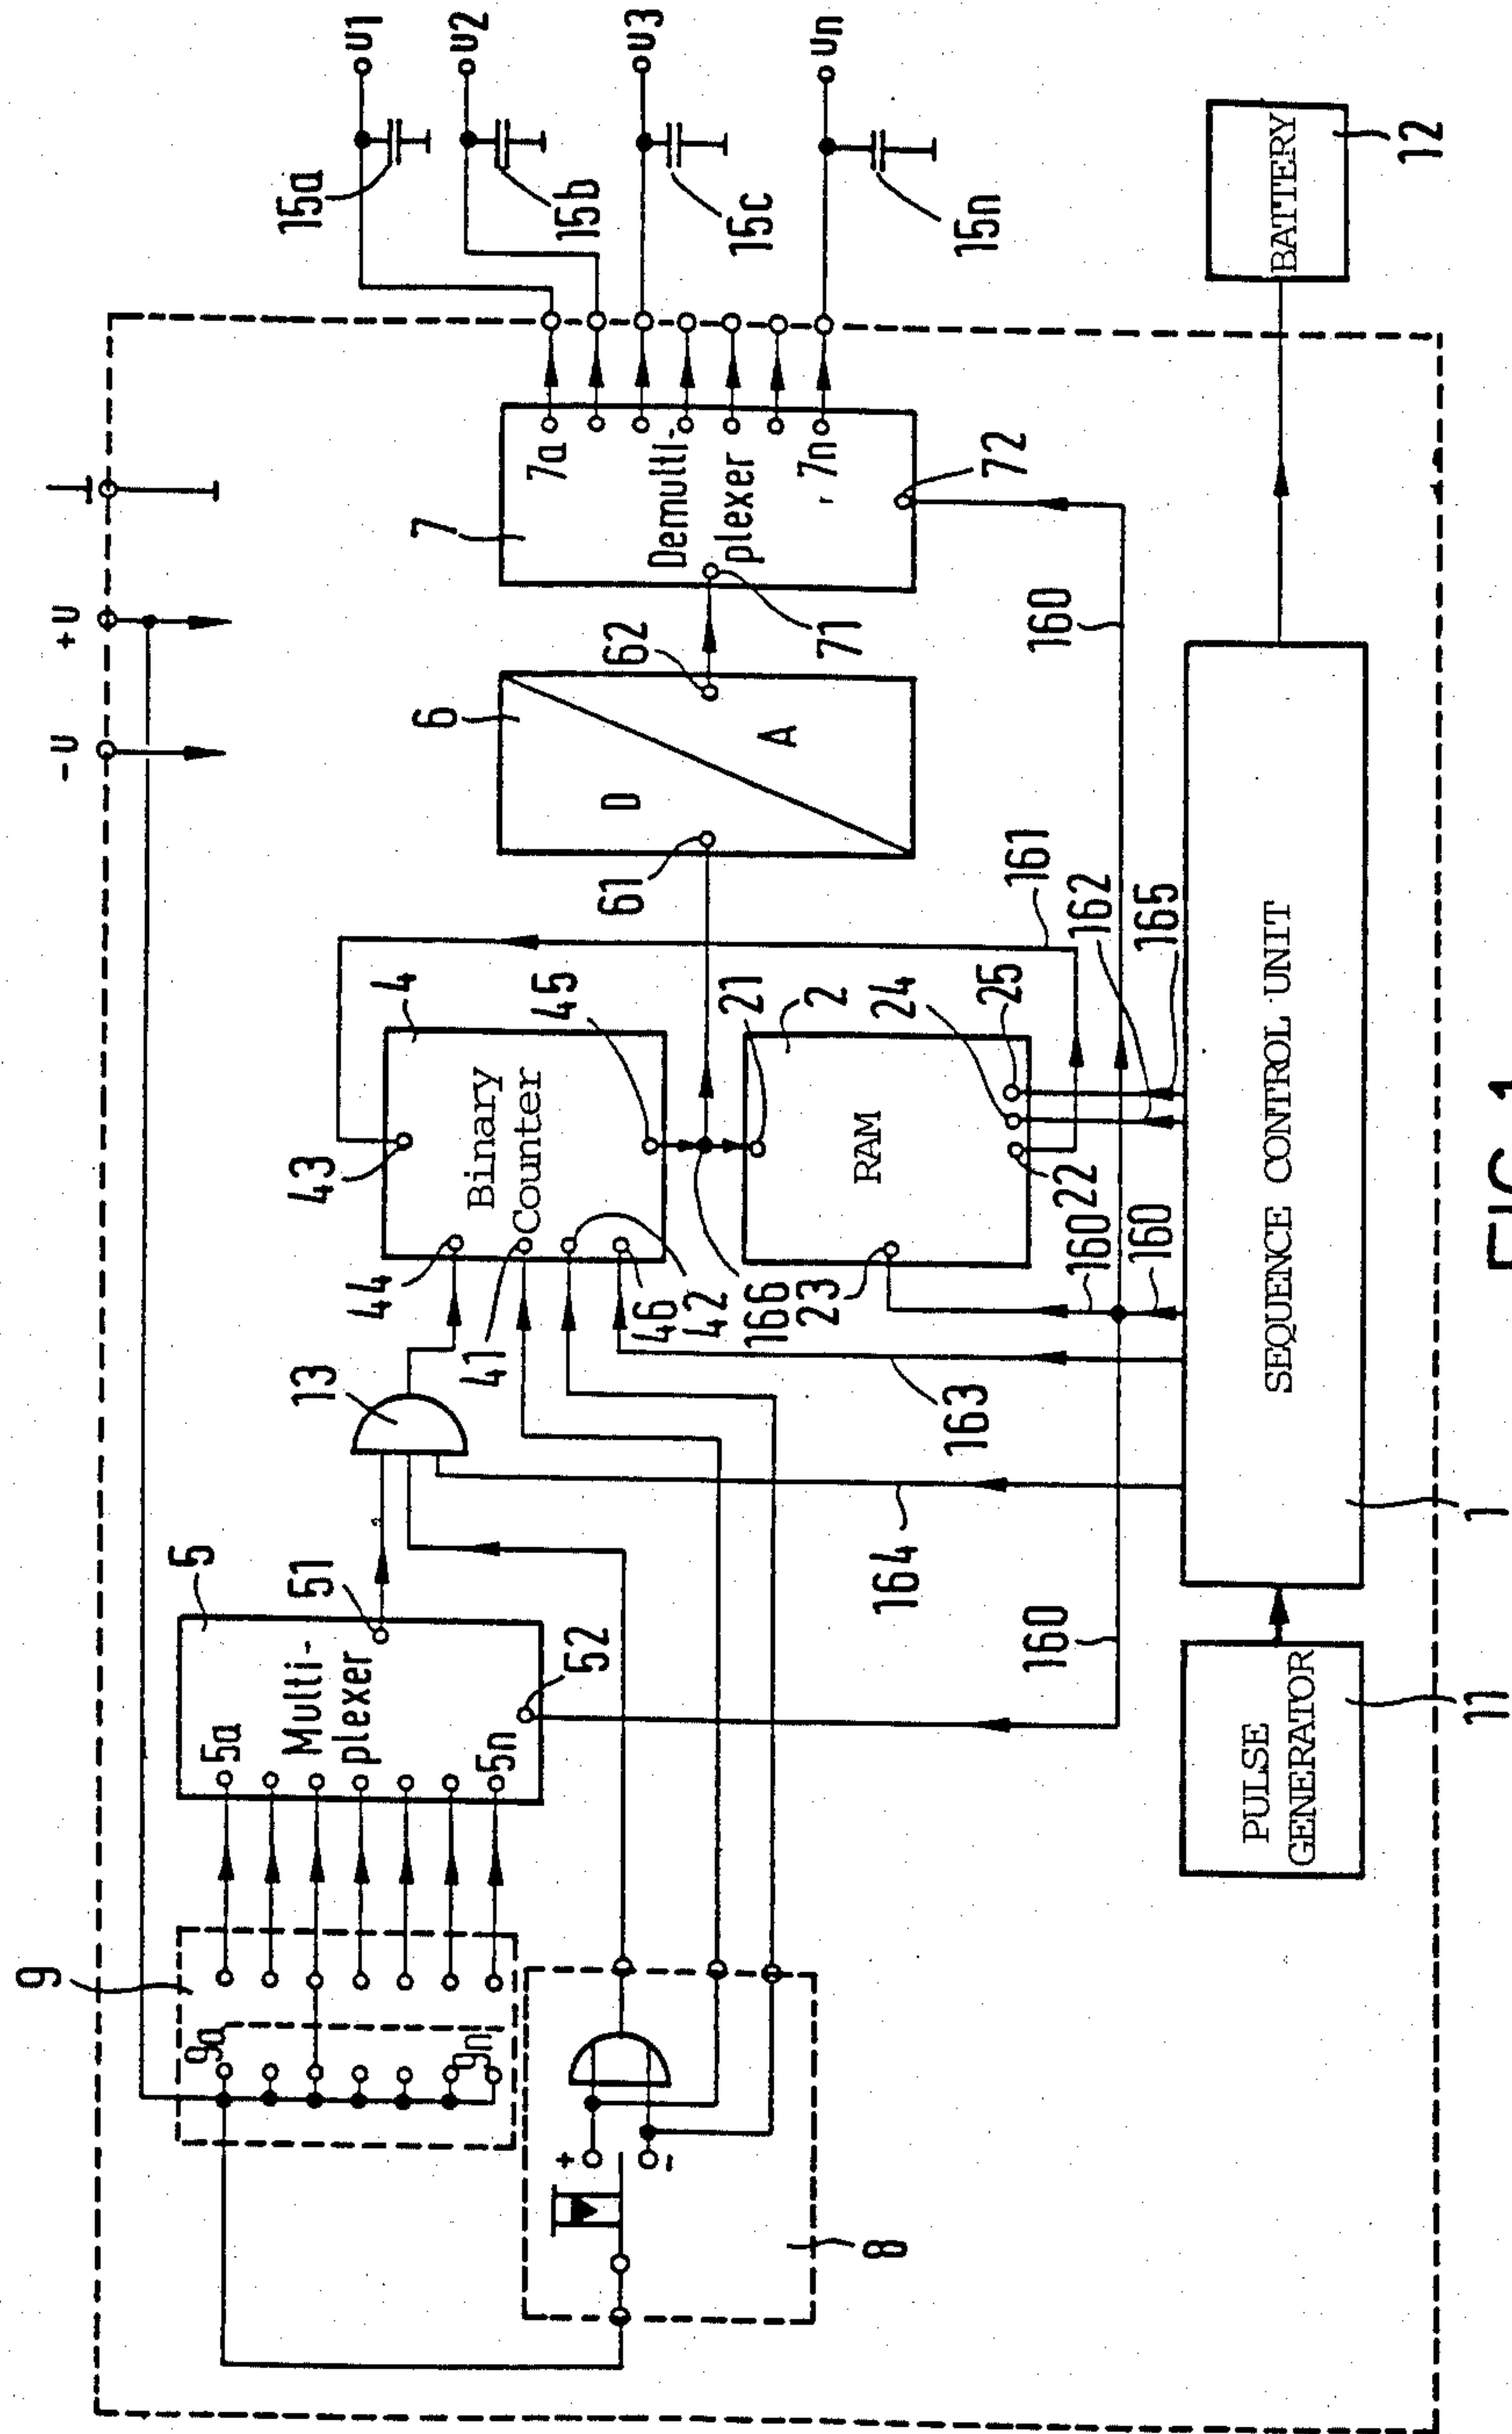 -U
+U
9
9a
9n
5
5a
Multi-
plexer
5n
51
52
13
44
41
46
42
43
4
Binary
Counter
45
166
21
2
RAM
23
22
24
25
61
6
D
A
62
71
7
7a
Demulti-
plexer
7n
72
15a
15b
15c
15n
U1
U2
U3
Un
+
-
8
M
160
164
163
160
160
162
165
161
160
PULSE
GENERATOR
11
SEQUENCE CONTROL UNIT
1
BATTERY
12